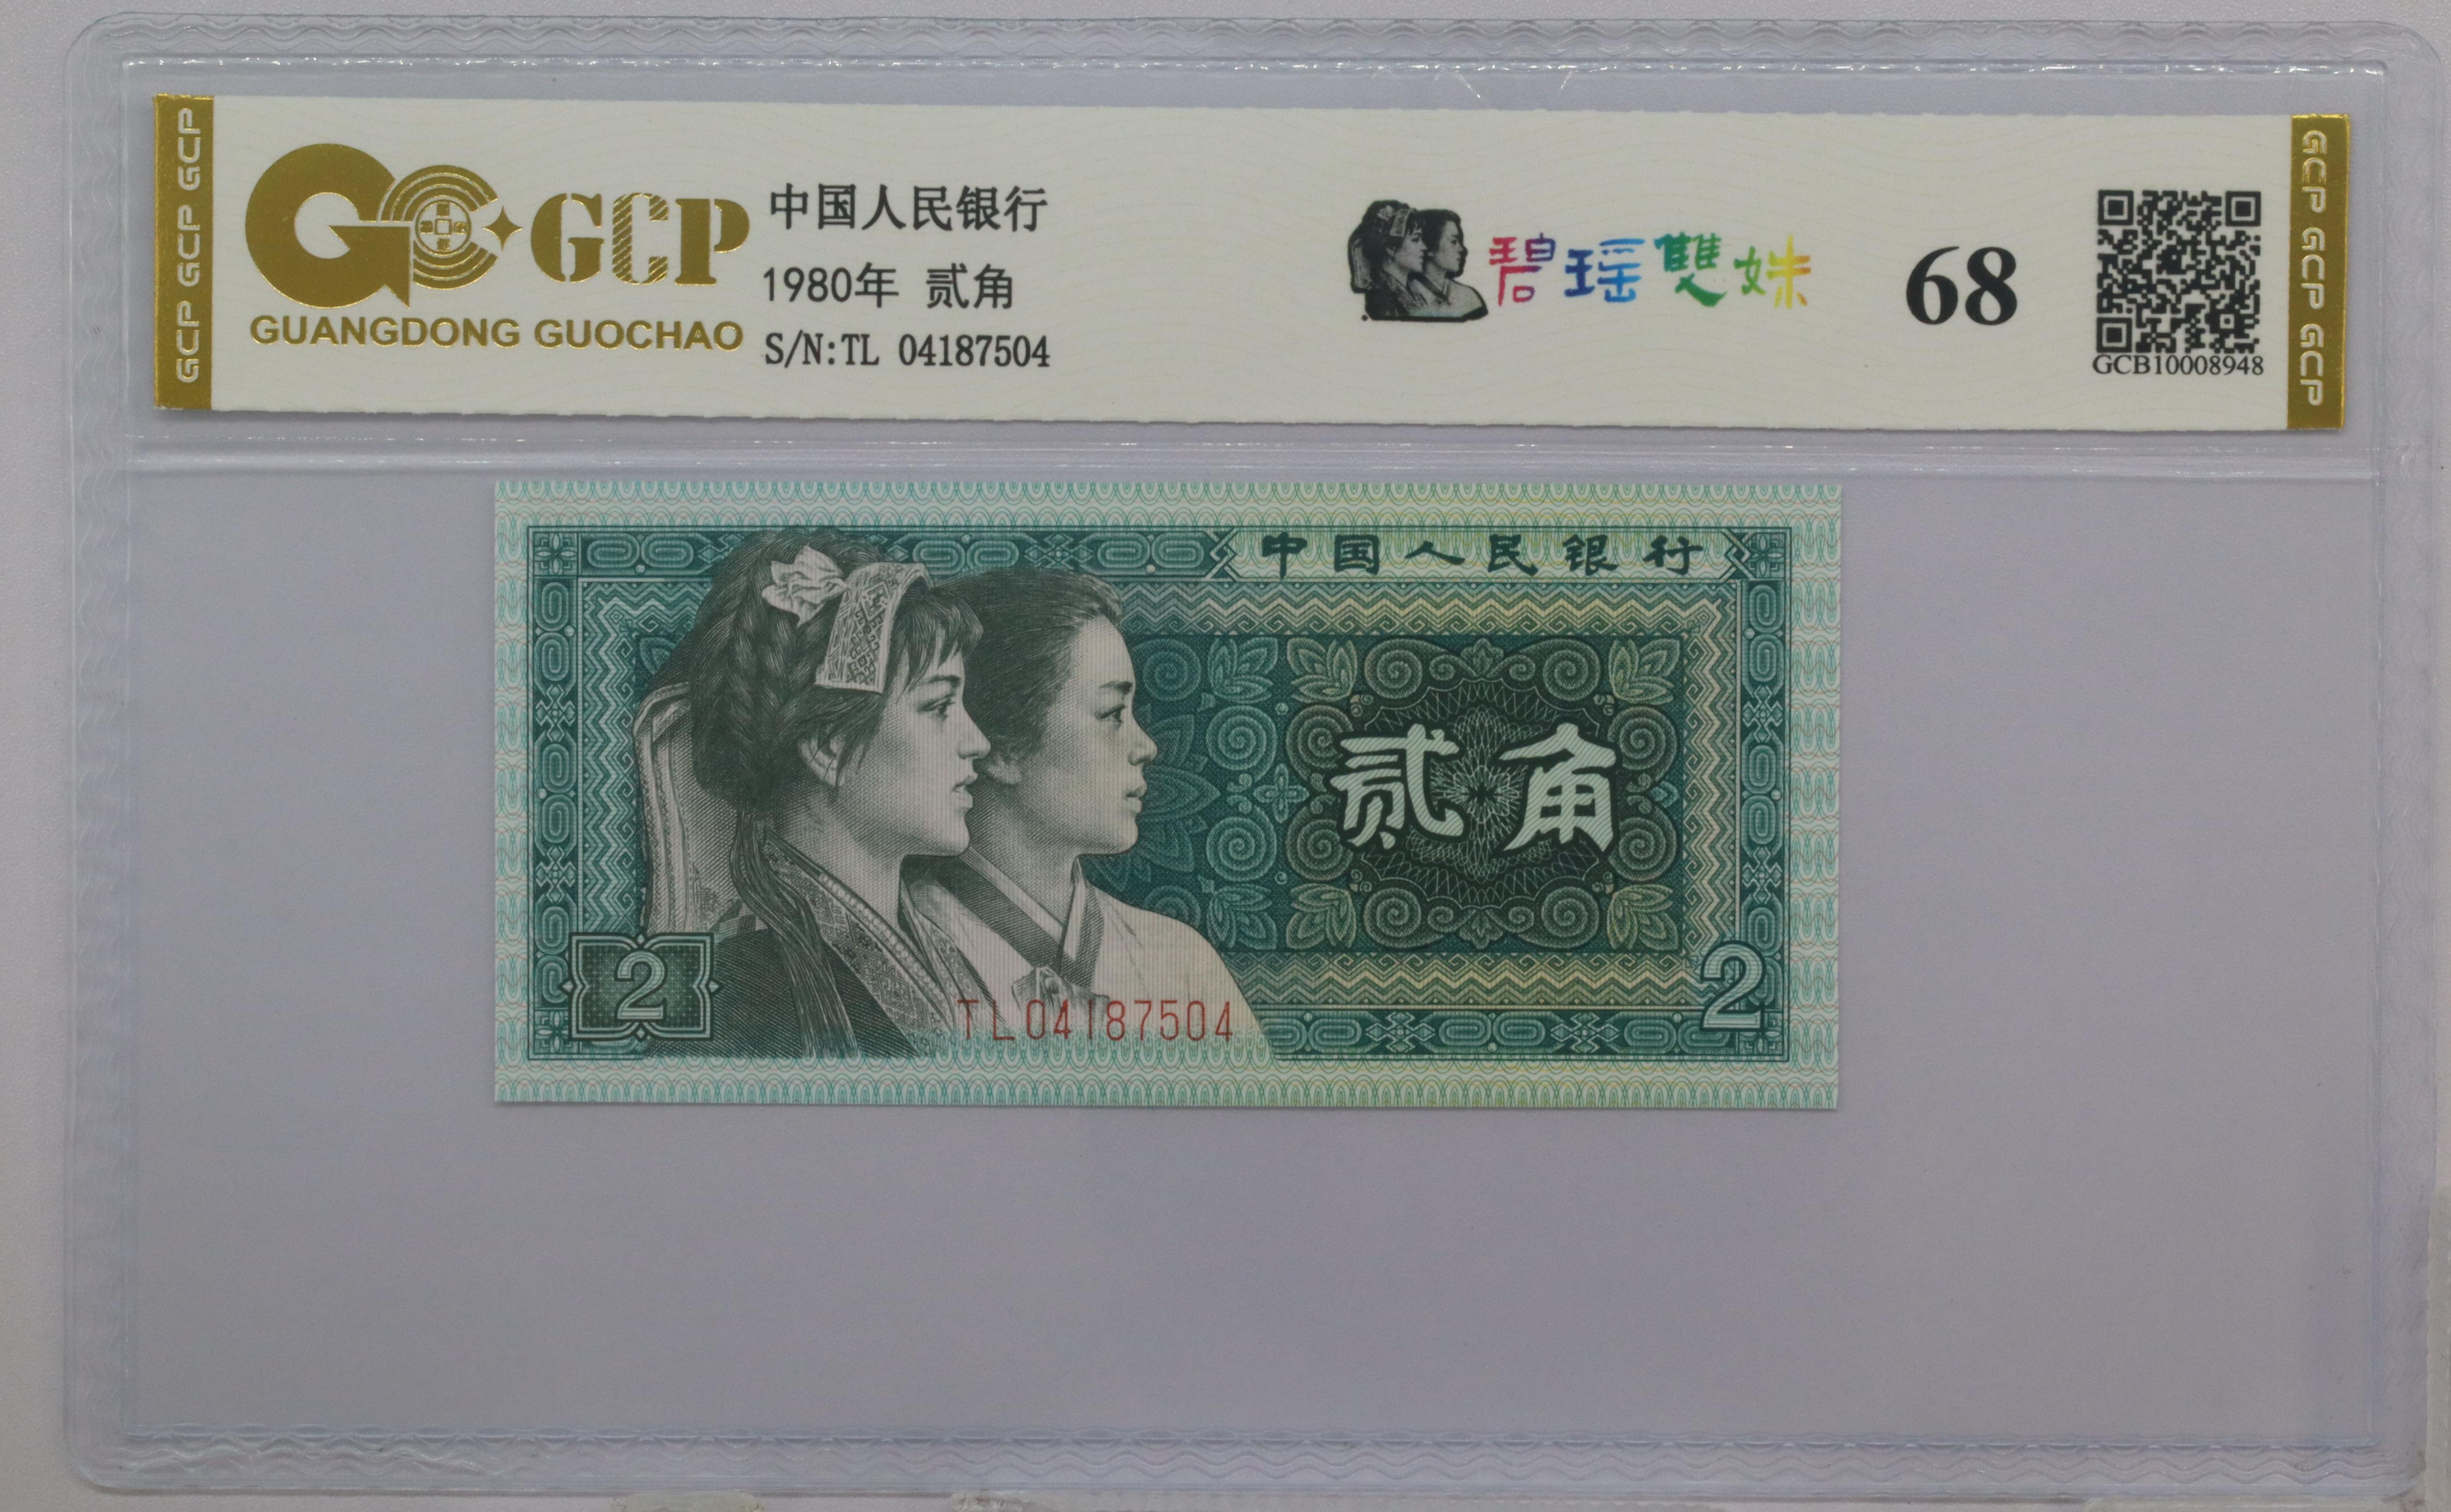 GCP GCP GCP
GCP
GUANGDONG GUOCHAO
中国人民银行
1980年 贰角
S/N:TL 04187504
碧瑶雙姝
68
GCB10008948
GCP GCP GCP
中国人民银行
贰角
2
2
TL04187504